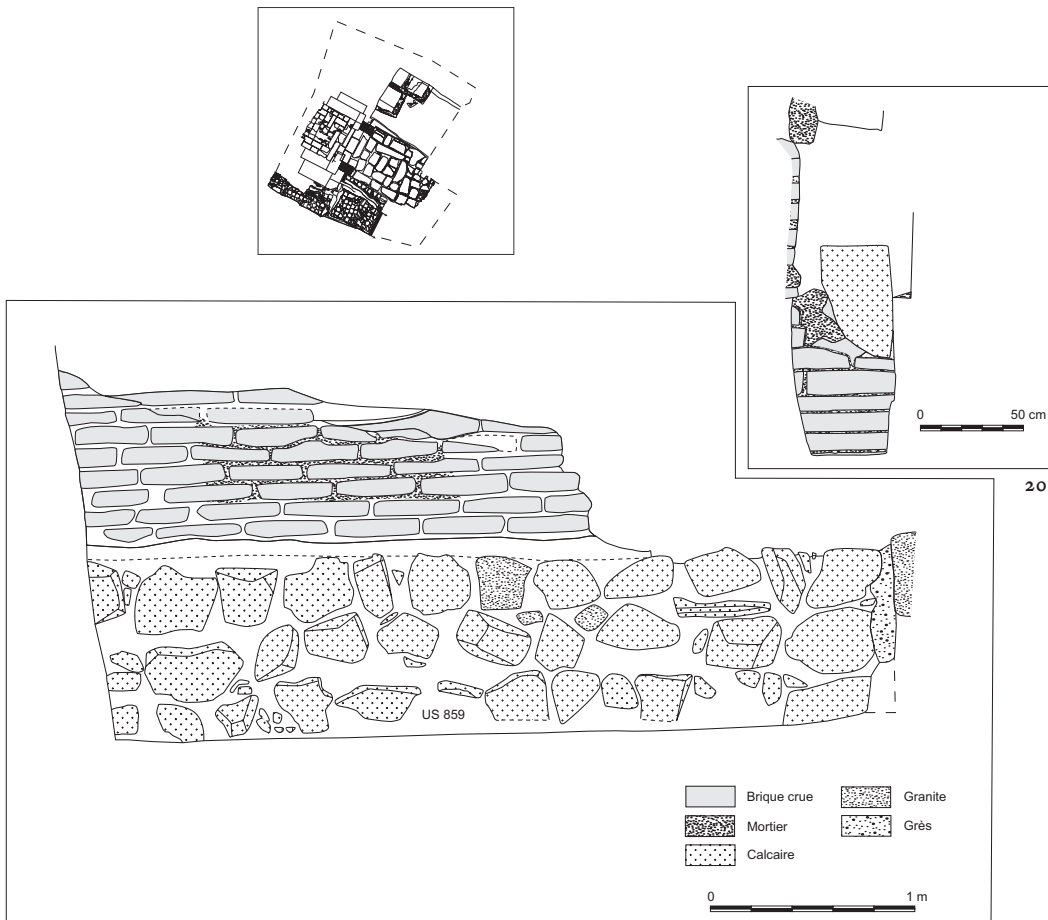 0 50 cm
20
US 859
Brique crue
Granite
Mortier
Grès
Calcaire
0 1 m